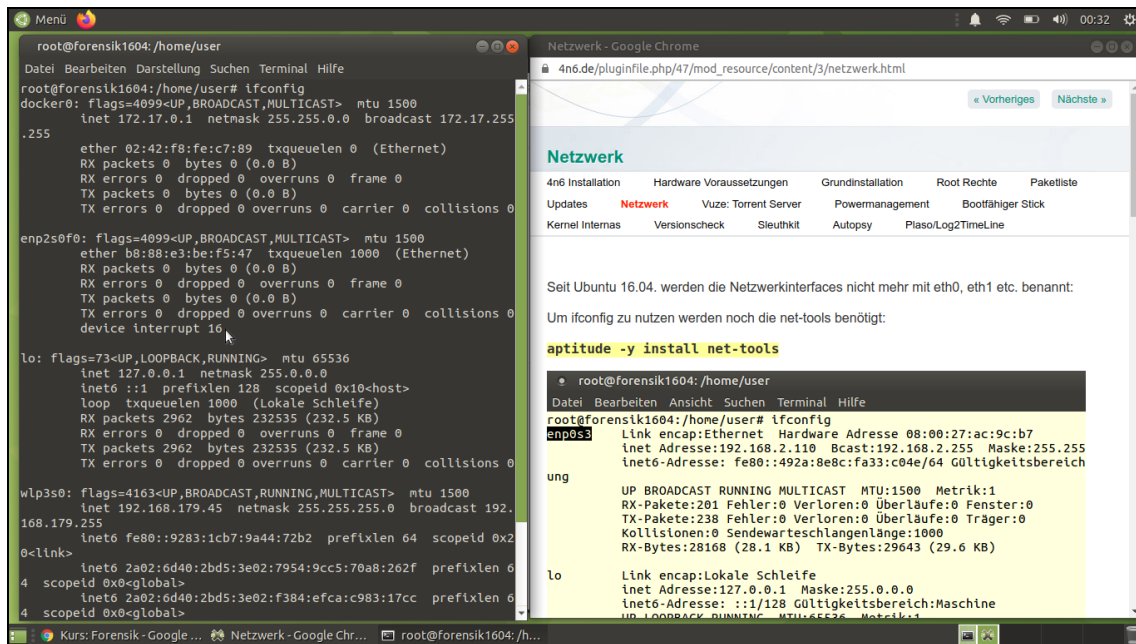 Menü
00:32
root@forensik1604: /home/user
Datei Bearbeiten Darstellung Suchen Terminal Hilfe
root@forensik1604:/home/user# ifconfig
docker0: flags=4099<UP,BROADCAST,MULTICAST>  mtu 1500
        inet 172.17.0.1  netmask 255.255.0.0  broadcast 172.17.255
.255
        ether 02:42:f8:fe:c7:89  txqueuelen 0  (Ethernet)
        RX packets 0  bytes 0 (0.0 B)
        RX errors 0  dropped 0  overruns 0  frame 0
        TX packets 0  bytes 0 (0.0 B)
        TX errors 0  dropped 0 overruns 0  carrier 0  collisions 0
enp2s0f0: flags=4099<UP,BROADCAST,MULTICAST>  mtu 1500
        ether b8:88:e3:be:f5:47  txqueuelen 1000  (Ethernet)
        RX packets 0  bytes 0 (0.0 B)
        RX errors 0  dropped 0  overruns 0  frame 0
        TX packets 0  bytes 0 (0.0 B)
        TX errors 0  dropped 0 overruns 0  carrier 0  collisions 0
        device interrupt 16
lo: flags=73<UP,LOOPBACK,RUNNING>  mtu 65536
        inet 127.0.0.1  netmask 255.0.0.0
        inet6 ::1  prefixlen 128  scopeid 0x10<host>
        loop  txqueuelen 1000  (Lokale Schleife)
        RX packets 2962  bytes 232535 (232.5 KB)
        RX errors 0  dropped 0  overruns 0  frame 0
        TX packets 2962  bytes 232535 (232.5 KB)
        TX errors 0  dropped 0 overruns 0  carrier 0  collisions 0
wlp3s0: flags=4163<UP,BROADCAST,RUNNING,MULTICAST>  mtu 1500
        inet 192.168.179.45  netmask 255.255.255.0  broadcast 192.
168.179.255
        inet6 fe80::9283:1cb7:9a44:72b2  prefixlen 64  scopeid 0x2
0<link>
        inet6 2a02:6d40:2bd5:3e02:7954:9cc5:70a8:262f  prefixlen 6
4  scopeid 0x0<global>
        inet6 2a02:6d40:2bd5:3e02:f384:efca:c983:17cc  prefixlen 6
4  scopeid 0x0<global>
Netzwerk - Google Chrome
4n6.de/pluginfile.php/47/mod_resource/content/3/netzwerk.html
« Vorheriges Nächste »
Netzwerk
4n6 Installation Hardware Voraussetzungen Grundinstallation Root Rechte Paketliste
Updates Netzwerk Vuze: Torrent Server Powermanagement Bootfähiger Stick
Kernel Internas Versionscheck Sleuthkit Autopsy Plaso/Log2TimeLine
Seit Ubuntu 16.04. werden die Netzwerkinterfaces nicht mehr mit eth0, eth1 etc. benannt:
Um ifconfig zu nutzen werden noch die net-tools benötigt:
aptitude -y install net-tools
root@forensik1604: /home/user
Datei Bearbeiten Ansicht Suchen Terminal Hilfe
root@forensik1604:/home/user# ifconfig
enp0s3    Link encap:Ethernet  Hardware Adresse 08:00:27:ac:9c:b7
          inet Adresse:192.168.2.110  Bcast:192.168.2.255  Maske:255.255
          inet6-Adresse: fe80::492a:8e8c:fa33:c04e/64 Gültigkeitsbereich
ung
          UP BROADCAST RUNNING MULTICAST  MTU:1500  Metrik:1
          RX-Pakete:201 Fehler:0 Verloren:0 Überläufe:0 Fenster:0
          TX-Pakete:238 Fehler:0 Verloren:0 Überläufe:0 Träger:0
          Kollisionen:0 Sendewarteschlangenlänge:1000
          RX-Bytes:28168 (28.1 KB)  TX-Bytes:29643 (29.6 KB)
lo        Link encap:Lokale Schleife
          inet Adresse:127.0.0.1  Maske:255.0.0.0
          inet6-Adresse: ::1/128 Gültigkeitsbereich:Maschine
          UP LOOPBACK RUNNING  MTU:65536  Metrik:1
Kurs: Forensik - Google ... Netzwerk - Google Chr... root@forensik1604: /h...